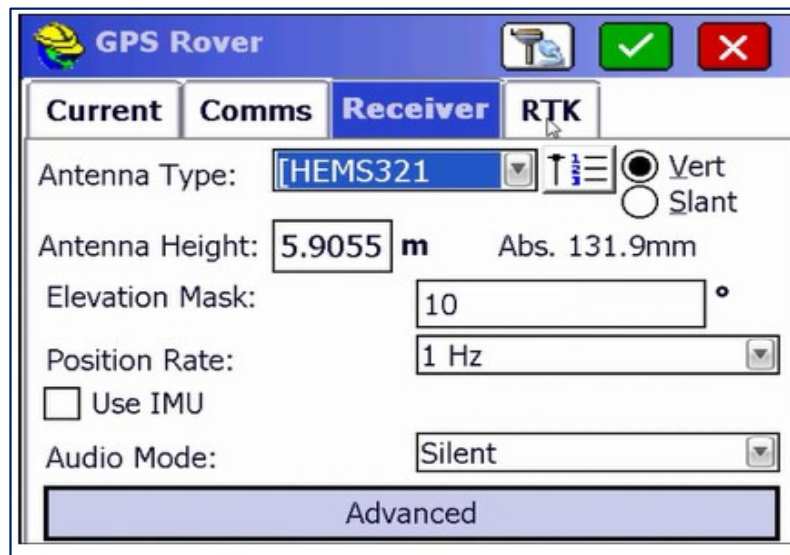 GPS Rover
Current Comms Receiver RTK
Antenna Type: [HEMS321 Vert
Slant
Antenna Height: 5.9055 m Abs. 131.9mm
Elevation Mask: 10 °
Position Rate: 1 Hz
Use IMU
Audio Mode: Silent
Advanced